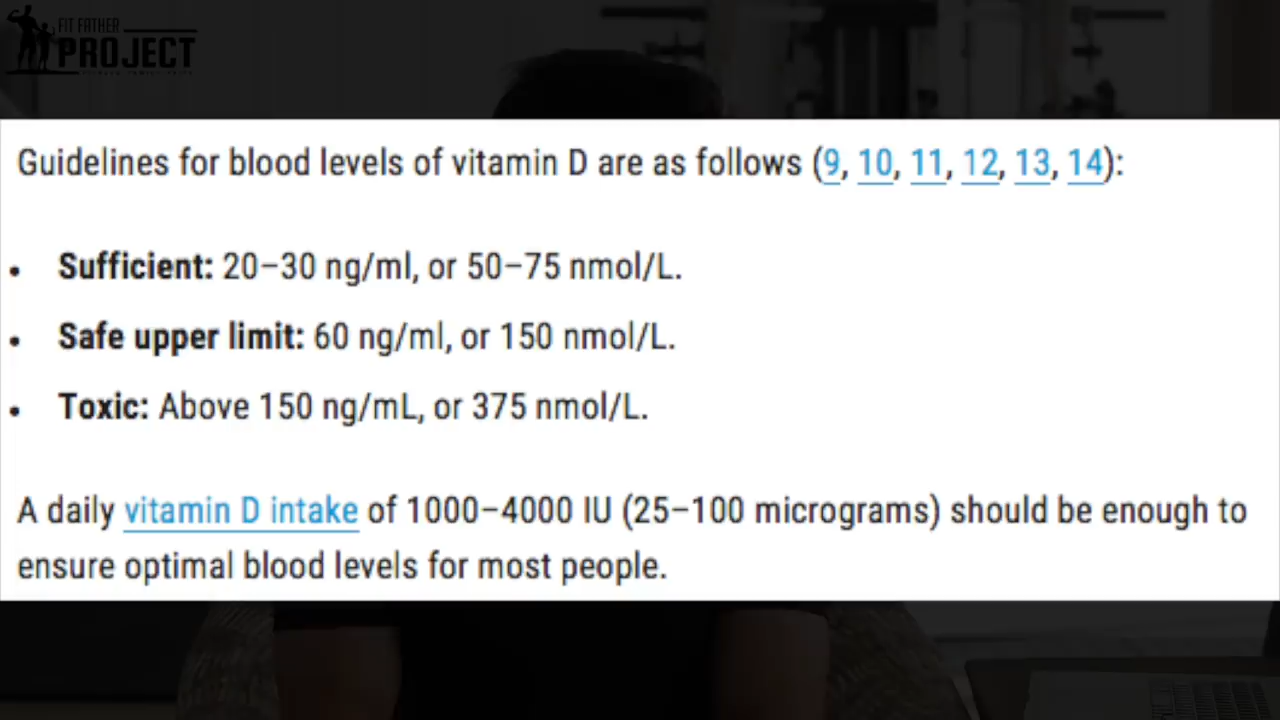 FIT FATHER
PROJECT
Guidelines for blood levels of vitamin D are as follows (9, 10, 11, 12, 13, 14):
• Sufficient: 20–30 ng/ml, or 50–75 nmol/L.
• Safe upper limit: 60 ng/ml, or 150 nmol/L.
• Toxic: Above 150 ng/mL, or 375 nmol/L.
A daily vitamin D intake of 1000–4000 IU (25–100 micrograms) should be enough to
ensure optimal blood levels for most people.